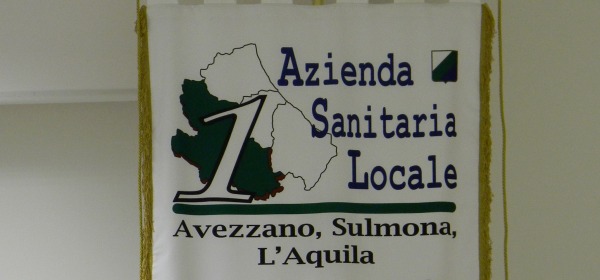 1
Azienda
Sanitaria
Locale
Avezzano, Sulmona,
L'Aquila